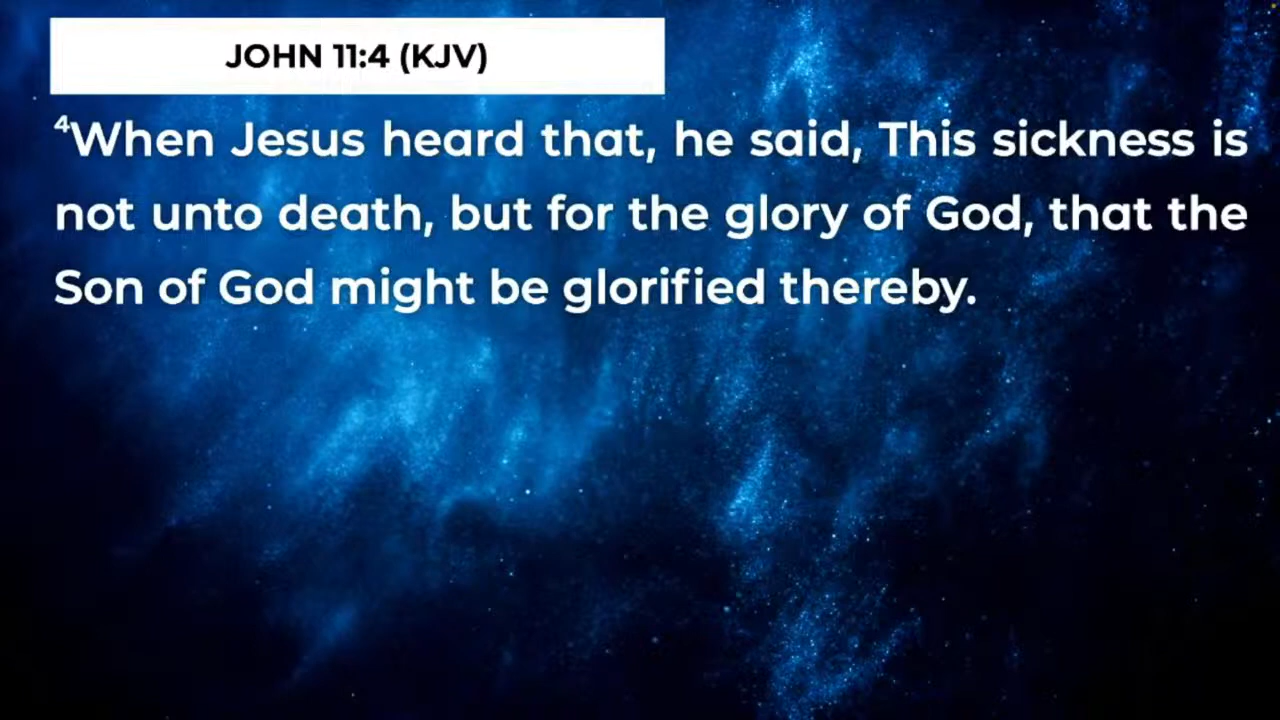 JOHN 11:4 (KJV)
⁴When Jesus heard that, he said, This sickness is
not unto death, but for the glory of God, that the
Son of God might be glorified thereby.